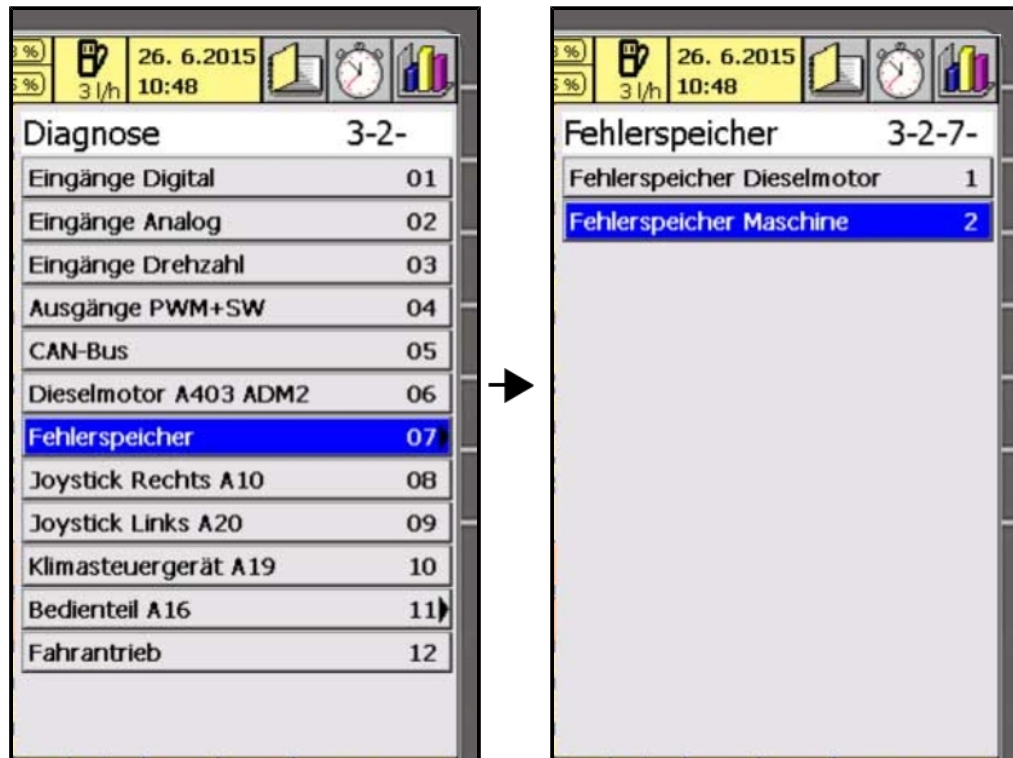 3 %
5 %
3 l/h
26. 6.2015
10:48
Diagnose 3-2-
Eingänge Digital 01
Eingänge Analog 02
Eingänge Drehzahl 03
Ausgänge PWM+SW 04
CAN-Bus 05
Dieselmotor A403 ADM2 06
Fehlerspeicher 07
Joystick Rechts A10 08
Joystick Links A20 09
Klimasteuergerät A19 10
Bedienteil A16 11
Fahrantrieb 12
%
5 %
3 l/h
26. 6.2015
10:48
Fehlerspeicher 3-2-7-
Fehlerspeicher Dieselmotor 1
Fehlerspeicher Maschine 2